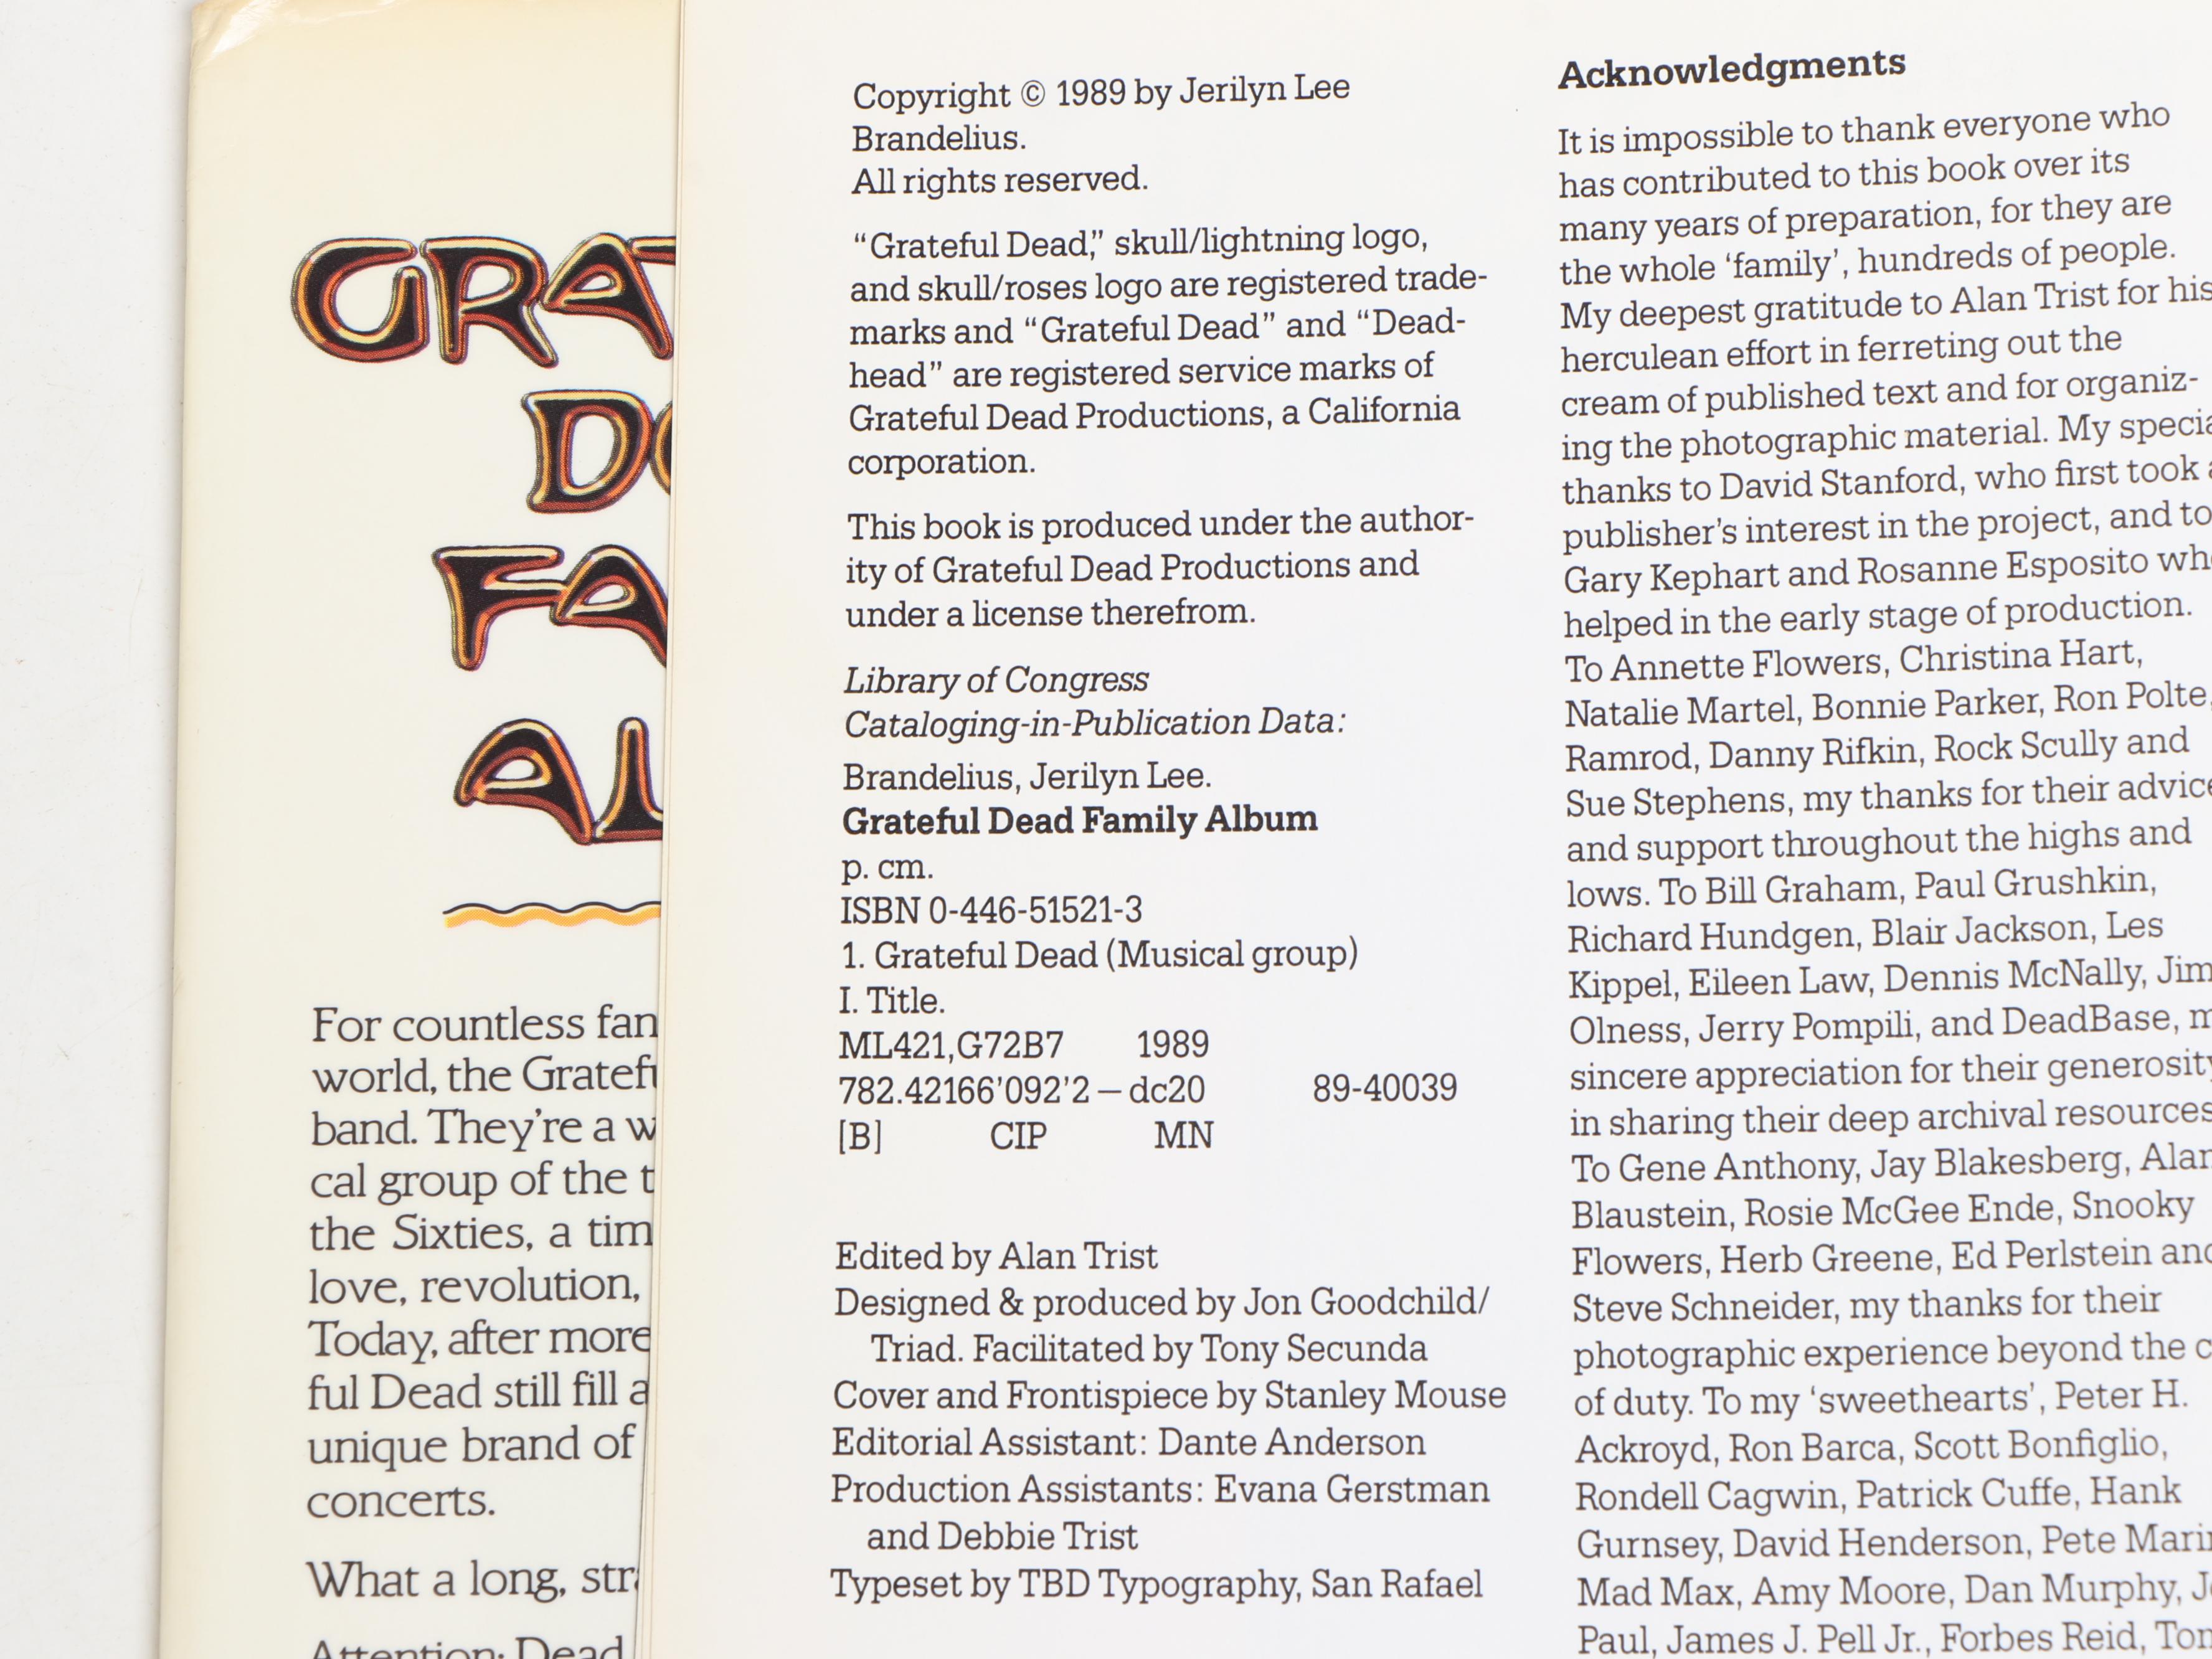 GRAT
FA
For countless fan
world, the Gratefu
band. They're a w
cal group of the t
the Sixties, a tim
love, revolution,
Today, after more
ful Dead still fill a
unique brand of
concerts.
What a long, stra
Attention: Dead
Copyright © 1989 by Jerilyn Lee
Brandelius.
All rights reserved.
“Grateful Dead,” skull/lightning logo,
and skull/roses logo are registered trade-
marks and “Grateful Dead” and “Dead-
head” are registered service marks of
Grateful Dead Productions, a California
corporation.
This book is produced under the author-
ity of Grateful Dead Productions and
under a license therefrom.
Library of Congress
Cataloging-in-Publication Data:
Brandelius, Jerilyn Lee.
Grateful Dead Family Album
p. cm.
ISBN 0-446-51521-3
1. Grateful Dead (Musical group)
I. Title.
ML421,G72B7 1989
782.42166'092'2 — dc20 89-40039
[B] CIP MN
Edited by Alan Trist
Designed & produced by Jon Goodchild/
Triad. Facilitated by Tony Secunda
Cover and Frontispiece by Stanley Mouse
Editorial Assistant: Dante Anderson
Production Assistants: Evana Gerstman
and Debbie Trist
Typeset by TBD Typography, San Rafael
Acknowledgments
It is impossible to thank everyone who
has contributed to this book over its
many years of preparation, for they are
the whole ‘family’, hundreds of people.
My deepest gratitude to Alan Trist for his
herculean effort in ferreting out the
cream of published text and for organiz-
ing the photographic material. My specia
thanks to David Stanford, who first took a
publisher's interest in the project, and to
Gary Kephart and Rosanne Esposito who
helped in the early stage of production.
To Annette Flowers, Christina Hart,
Natalie Martel, Bonnie Parker, Ron Polte,
Ramrod, Danny Rifkin, Rock Scully and
Sue Stephens, my thanks for their advice
and support throughout the highs and
lows. To Bill Graham, Paul Grushkin,
Richard Hundgen, Blair Jackson, Les
Kippel, Eileen Law, Dennis McNally, Jim
Olness, Jerry Pompili, and DeadBase, m
sincere appreciation for their generosity
in sharing their deep archival resources
To Gene Anthony, Jay Blakesberg, Alan
Blaustein, Rosie McGee Ende, Snooky
Flowers, Herb Greene, Ed Perlstein and
Steve Schneider, my thanks for their
photographic experience beyond the c
of duty. To my ‘sweethearts’, Peter H.
Ackroyd, Ron Barca, Scott Bonfiglio,
Rondell Cagwin, Patrick Cuffe, Hank
Gurnsey, David Henderson, Pete Marin
Mad Max, Amy Moore, Dan Murphy, Je
Paul, James J. Pell Jr., Forbes Reid, Tom